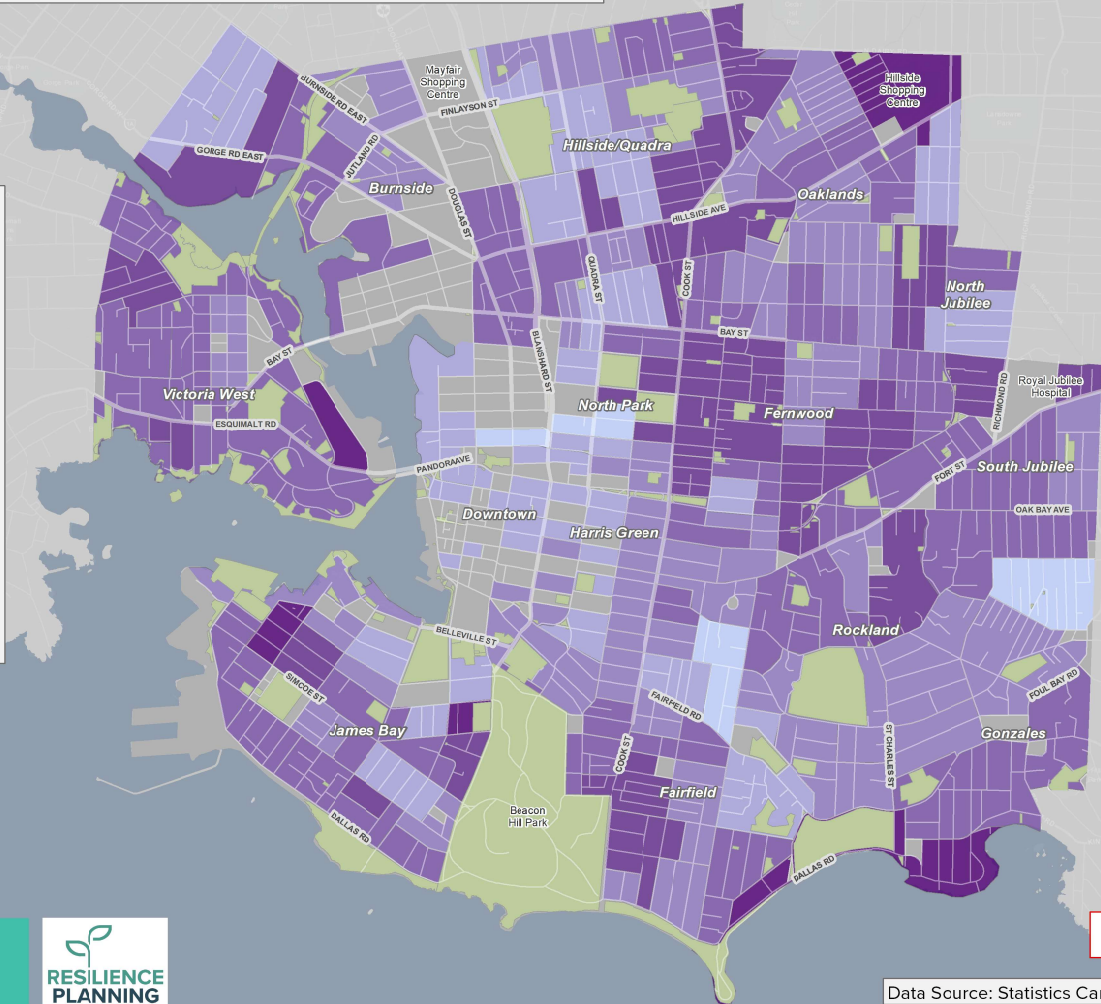 Mayfair
Shopping
Centre
Hillside
Shopping
Centre
BURNSIDE RD EAST
FINLAYSON ST
JUTLAND RD
GORGE RD EAST
Hillside/Quadra
Burnside
DOUGLAS ST
Oaklands
HILLSIDE AVE
QUADRA ST
COOK ST
North
Jubilee
BAY ST
BLANSHARD ST
BAY ST
Victoria West
North Park
Fernwood
RICHMOND RD
Royal Jubilee
Hospital
ESQUIMALT RD
PANDORA AVE
FORT ST
South Jubilee
Downtown
OAK BAY AVE
Harris Green
BELLEVILLE ST
Rockland
SIMCOE ST
FAIRFIELD RD
FOUL BAY RD
James Bay
COOK ST
ST CHARLES ST
Gonzales
Fairfield
Beacon
Hill Park
DALLAS RD
DALLAS RD
RESILIENCE
PLANNING
Data Source: Statistics Ca